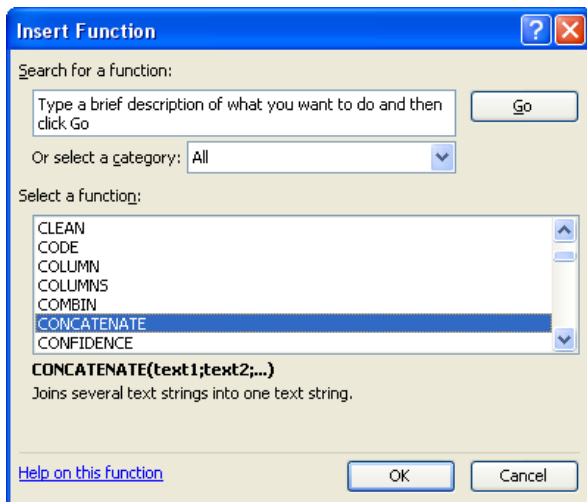 Insert Function
Search for a function:
Type a brief description of what you want to do and then
click Go
Go
Or select a category: All
Select a function:
CLEAN
CODE
COLUMN
COLUMNS
COMBIN
CONCATENATE
CONFIDENCE
CONCATENATE(text1;text2;...)
Joins several text strings into one text string.
Help on this function
OK
Cancel